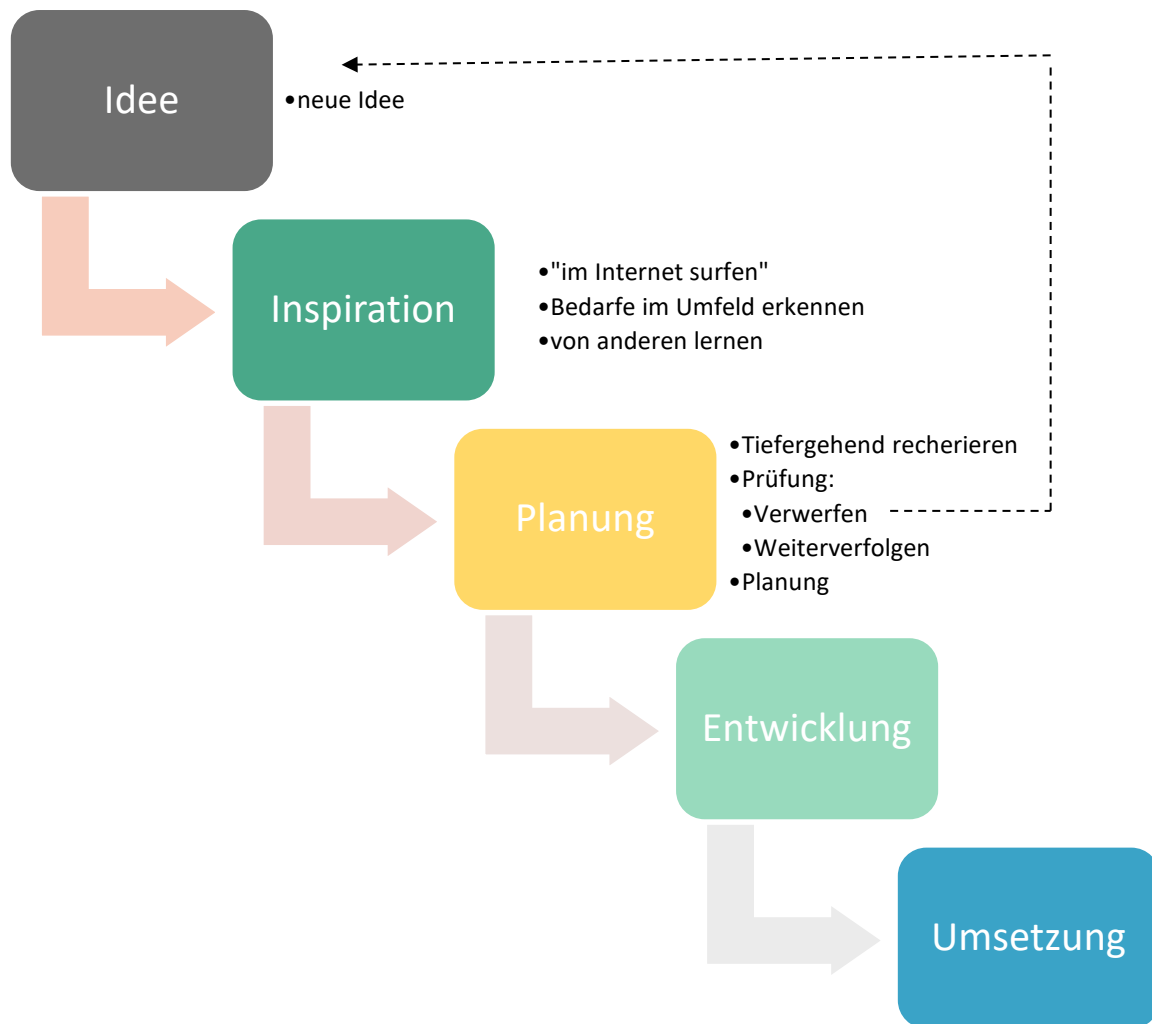 Idee
•neue Idee
Inspiration
•"im Internet surfen"
•Bedarfe im Umfeld erkennen
•von anderen lernen
Planung
•Tiefergehend recherieren
•Prüfung:
•Verwerfen
•Weiterverfolgen
•Planung
Entwicklung
Umsetzung